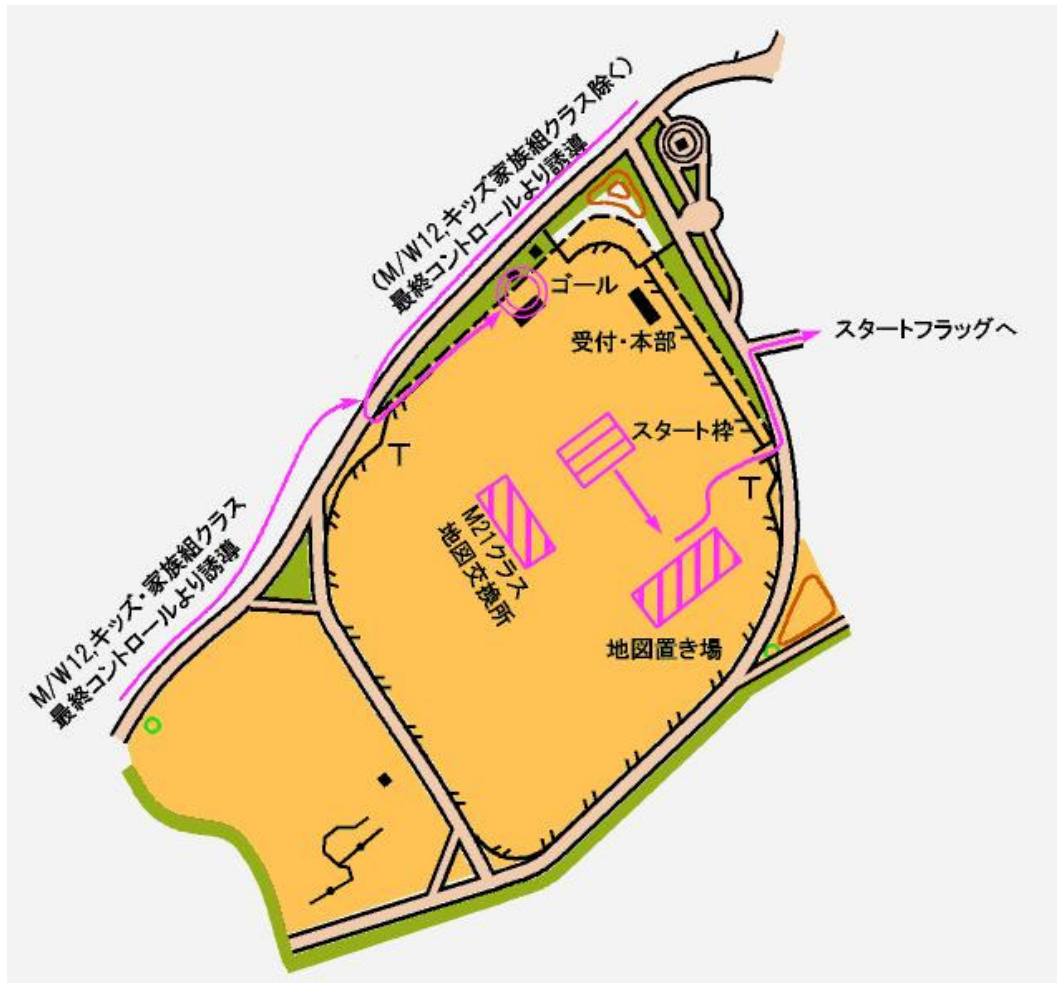 (M/W12,キッズ家族組クラス除く)
最終コントロールより誘導
ゴール
受付・本部
スタートフラッグへ
スタート枠
M21クラス
地図交換所
地図置き場
M/W12,キッズ・家族組クラス
最終コントロールより誘導